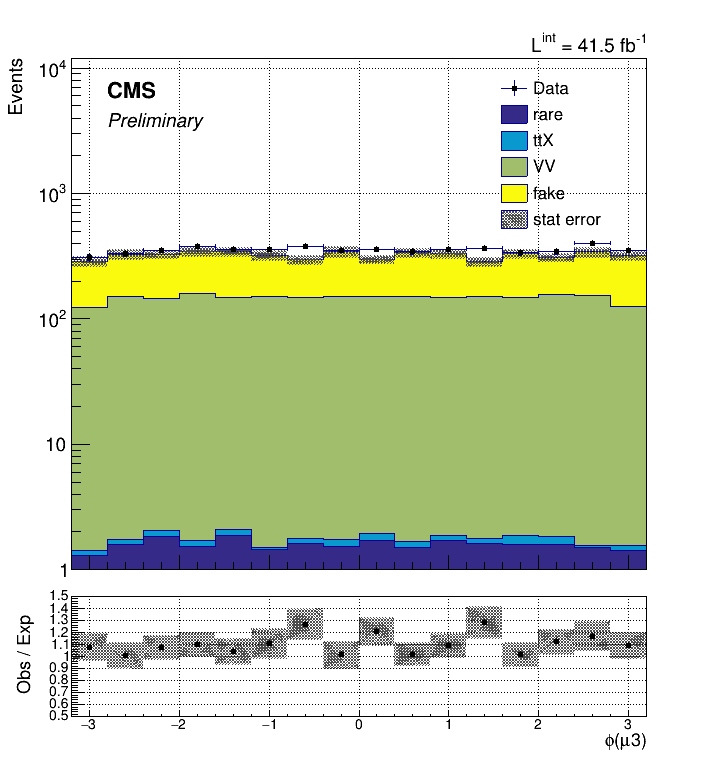 L^int = 41.5 fb^-1
Events
10^4
10^3
10^2
10
1
CMS
Preliminary
Data
rare
ttX
VV
fake
stat error
Obs / Exp
1.5
1.4
1.3
1.2
1.1
1
0.9
0.8
0.7
0.6
0.5
−3 −2 −1 0 1 2 3
ϕ(μ3)